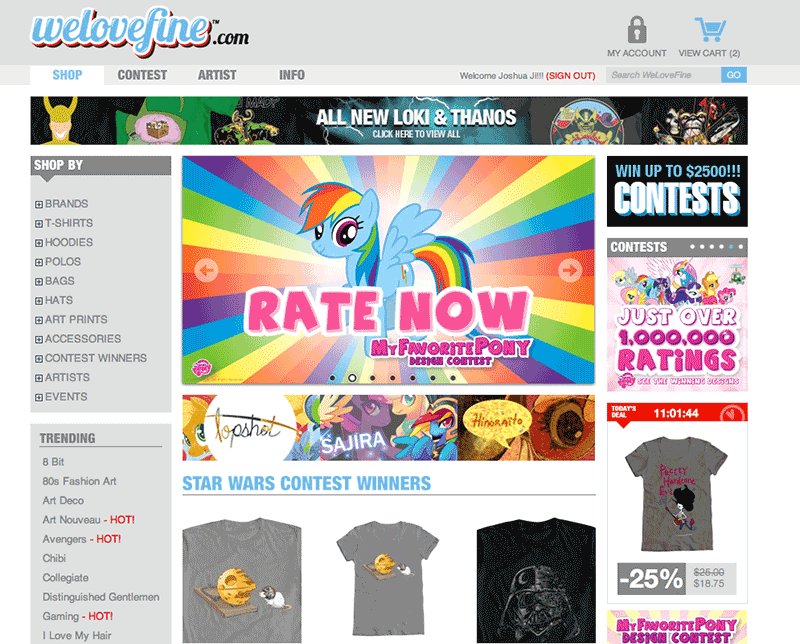 welovefine™.com
MY ACCOUNT
VIEW CART (2)
SHOP
CONTEST
ARTIST
INFO
Welcome Joshua JI!!! (SIGN OUT)
Search WeLoveFine
GO
ALL NEW LOKI & THANOS
CLICK HERE TO VIEW ALL
SHOP BY
BRANDS
T-SHIRTS
HOODIES
POLOS
BAGS
HATS
ART PRINTS
ACCESSORIES
CONTEST WINNERS
ARTISTS
EVENTS
TRENDING
8 Bit
80s Fashion Art
Art Deco
Art Nouveau - HOT!
Avengers - HOT!
Chibi
Collegiate
Distinguished Gentlemen
Gaming - HOT!
I Love My Hair
RATE NOW
MY FAVORITE PONY
DESIGN CONTEST
topshot
SAJIRA
Hinoraito
STAR WARS CONTEST WINNERS
WIN UP TO $2500!!!
CONTESTS
CONTESTS
JUST OVER
1,000,000
RATINGS
SEE THE WINNING DESIGNS
TODAY'S
DEAL
11:01:44
PRETTY
HARDCORE
-25%
$25.00
$18.75
MY FAVORITE PONY
DESIGN CONTEST